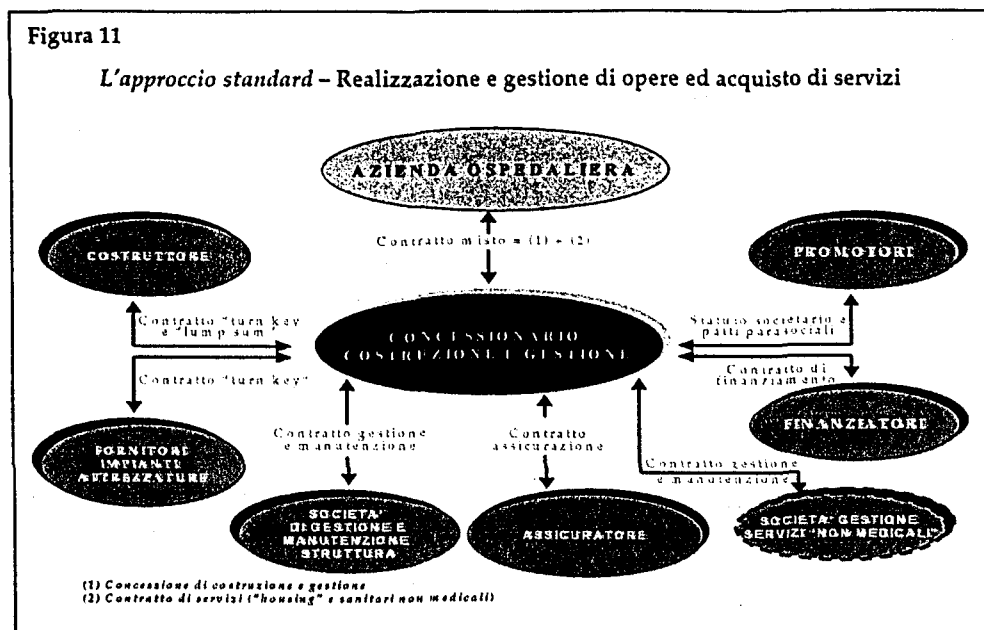 Figura 11
L'approccio standard – Realizzazione e gestione di opere ed acquisto di servizi
AZIENDA OSPEDALIERA
Contratto misto = (1) + (2)
COSTRUTTORE
PROMOTORI
Contratto "turn key
e "lump sum"
CONCESSIONARIO
COSTRUZIONE E GESTIONE
Statuto societario e
patti parasociali
Contratto "turn key"
Contratto di
finanziamento
FORNITORE
IMPIANTI
ATTREZZATURE
Contratto gestione
e manutenzione
Contratto
assicurazione
FINANZIATORE
Contratto gestione
e manutenzione
SOCIETA'
DI GESTIONE E
MANUTENZIONE
STRUTTURA
ASSICURATORE
SOCIETA' GESTIONE
SERVIZI "NON MEDICALI"
(1) Concessione di costruzione e gestione
(2) Contratto di servizi ("housing" e sanitari non medicali)